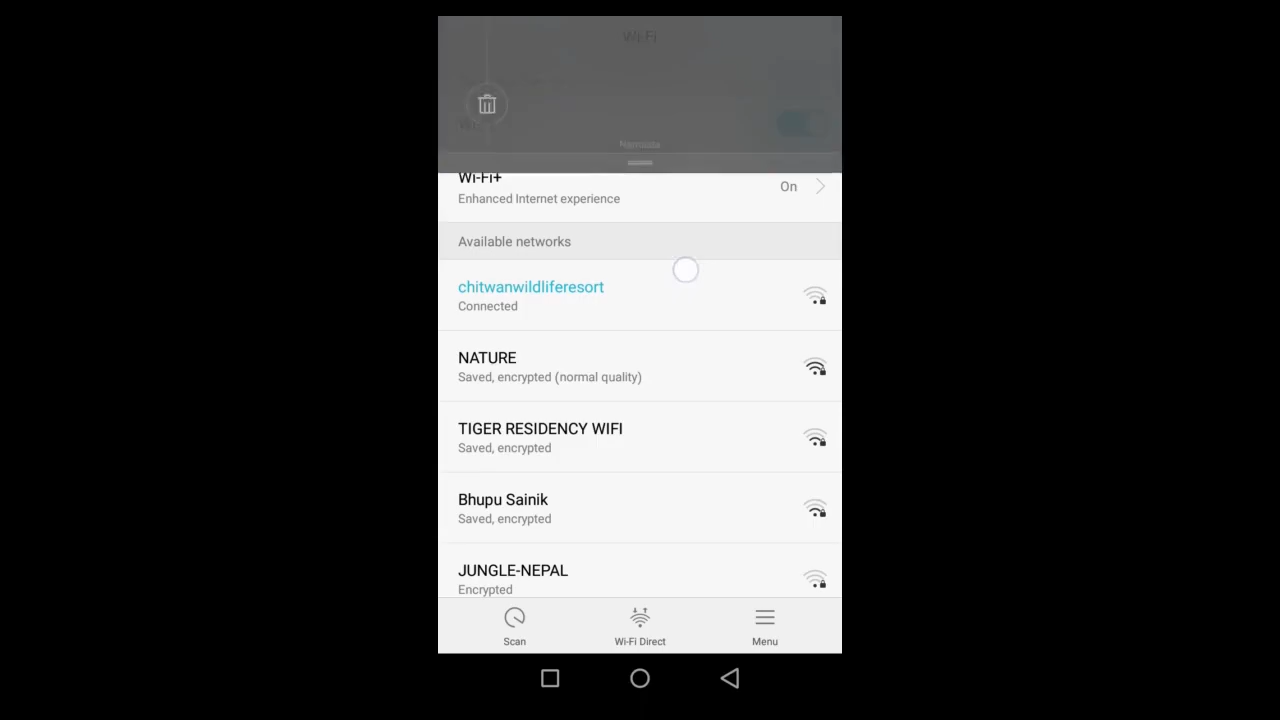 Wi-Fi
Wi-Fi+
On
Enhanced Internet experience
Available networks
chitwanwildliferesort
Connected
NATURE
Saved, encrypted (normal quality)
TIGER RESIDENCY WIFI
Saved, encrypted
Bhupu Sainik
Saved, encrypted
JUNGLE-NEPAL
Encrypted
Scan
Wi-Fi Direct
Menu